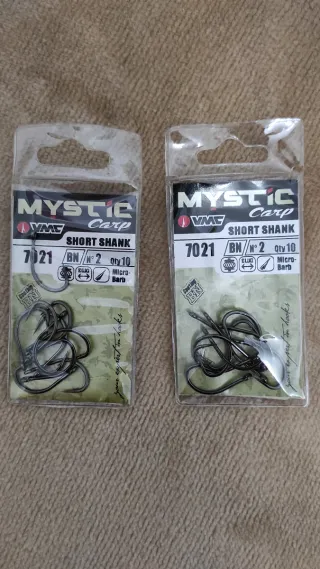 MYSTIC
Carp
VMC
SHORT SHANK
7021 BN N° 2 Qty 10
Micro-
Barb
MYSTIC
Carp
VMC
SHORT SHANK
7021 BN N° 2 Qty 10
Micro-
Barb